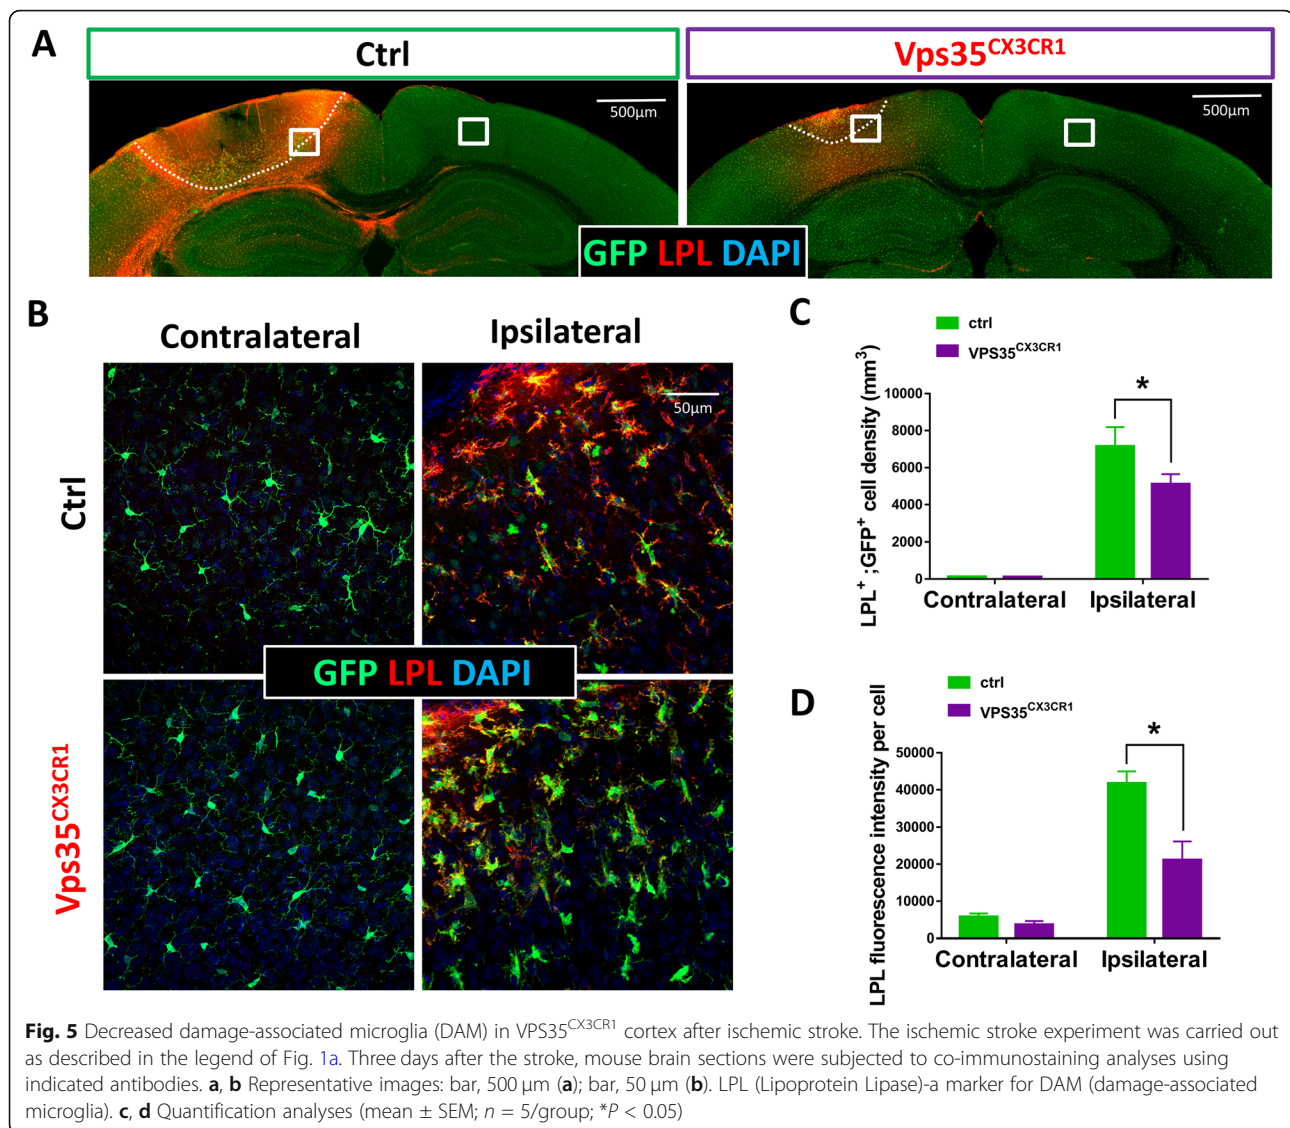 A
Ctrl
Vps35CX3CR1
500µm
500µm
GFP LPL DAPI
B
Contralateral
Ipsilateral
50µm
Ctrl
GFP LPL DAPI
Vps35CX3CR1
C
ctrl
VPS35CX3CR1
LPL+ ;GFP+ cell density (mm3)
*
10000
8000
6000
4000
2000
0
Contralateral
Ipsilateral
D
ctrl
VPS35CX3CR1
LPL fluorescence intensity per cell
*
50000
40000
30000
20000
10000
0
Contralateral
Ipsilateral
Fig. 5 Decreased damage-associated microglia (DAM) in VPS35CX3CR1 cortex after ischemic stroke. The ischemic stroke experiment was carried out
as described in the legend of Fig. 1a. Three days after the stroke, mouse brain sections were subjected to co-immunostaining analyses using
indicated antibodies. a, b Representative images: bar, 500 µm (a); bar, 50 µm (b). LPL (Lipoprotein Lipase)-a marker for DAM (damage-associated
microglia). c, d Quantification analyses (mean ± SEM; n = 5/group; *P < 0.05)